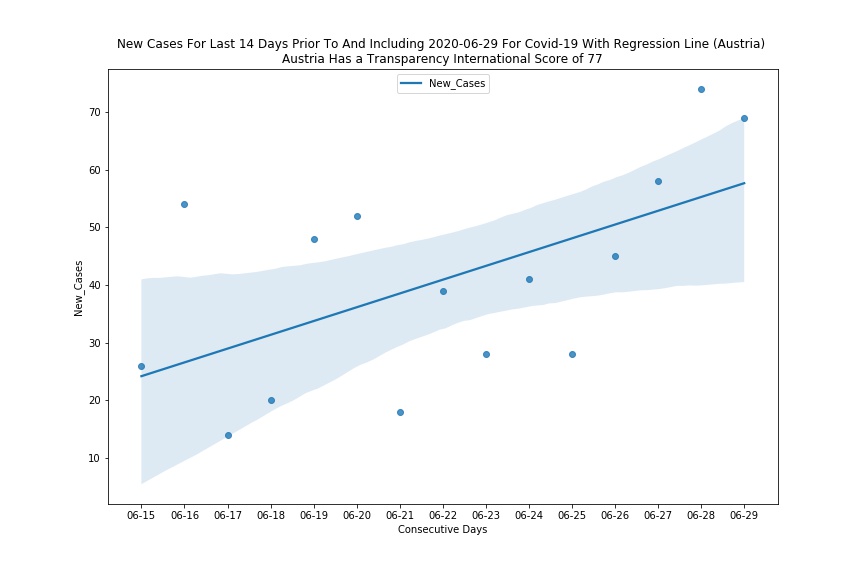 New Cases For Last 14 Days Prior To And Including 2020-06-29 For Covid-19 With Regression Line (Austria)
Austria Has a Transparency International Score of 77
New_Cases
70
60
50
40
30
20
10
New_Cases
06-15 06-16 06-17 06-18 06-19 06-20 06-21 06-22 06-23 06-24 06-25 06-26 06-27 06-28 06-29
Consecutive Days